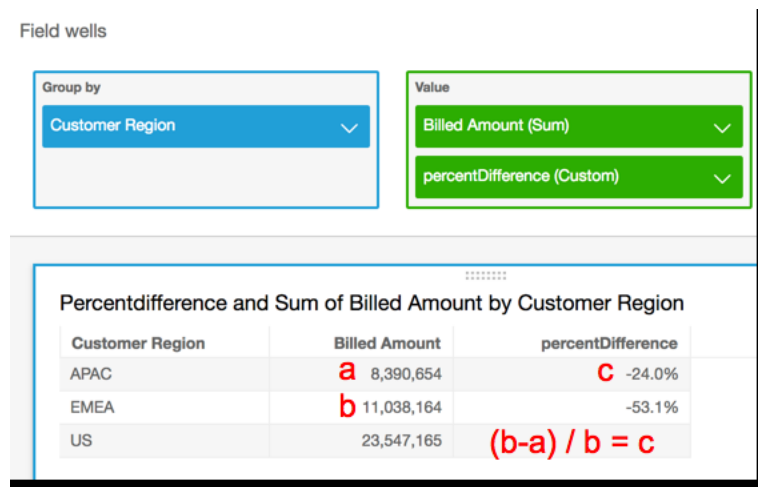 Field wells
Group by
Customer Region
Value
Billed Amount (Sum)
percentDifference (Custom)
Percentdifference and Sum of Billed Amount by Customer Region
Customer Region Billed Amount percentDifference
APAC a 8,390,654 c -24.0%
EMEA b 11,038,164 -53.1%
US 23,547,165 (b-a) / b = c